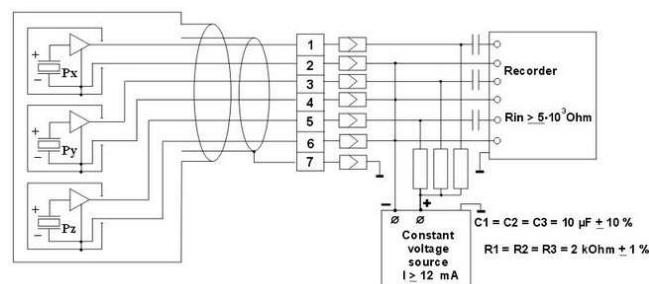 +
Px
−
+
Py
−
+
Pz
−
1
2
3
4
5
6
7
Recorder
Rin > 5·10³Ohm
− +
ø ø
Constant
voltage
source
I ≥ 12 mA
C1 = C2 = C3 = 10 µF ± 10 %
R1 = R2 = R3 = 2 kOhm ± 1 %